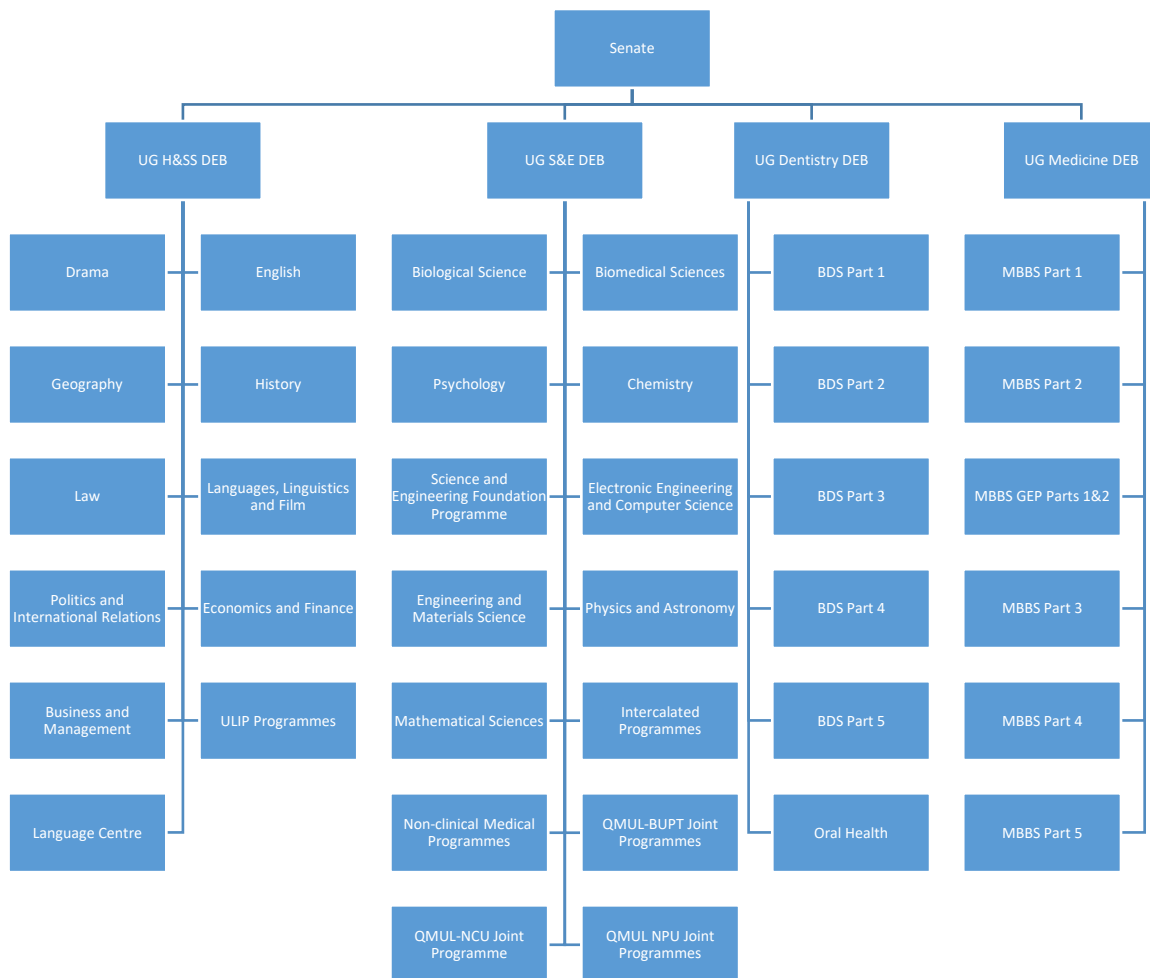 Senate
UG H&SS DEB
UG S&E DEB
UG Dentistry DEB
UG Medicine DEB
Drama
English
Biological Science
Biomedical Sciences
BDS Part 1
MBBS Part 1
Geography
History
Psychology
Chemistry
BDS Part 2
MBBS Part 2
Law
Languages, Linguistics
and Film
Science and
Engineering Foundation
Programme
Electronic Engineering
and Computer Science
BDS Part 3
MBBS GEP Parts 1&2
Politics and
International Relations
Economics and Finance
Engineering and
Materials Science
Physics and Astronomy
BDS Part 4
MBBS Part 3
Business and
Management
ULIP Programmes
Mathematical Sciences
Intercalated
Programmes
BDS Part 5
MBBS Part 4
Language Centre
Non-clinical Medical
Programmes
QMUL-BUPT Joint
Programmes
Oral Health
MBBS Part 5
QMUL-NCU Joint
Programme
QMUL NPU Joint
Programmes